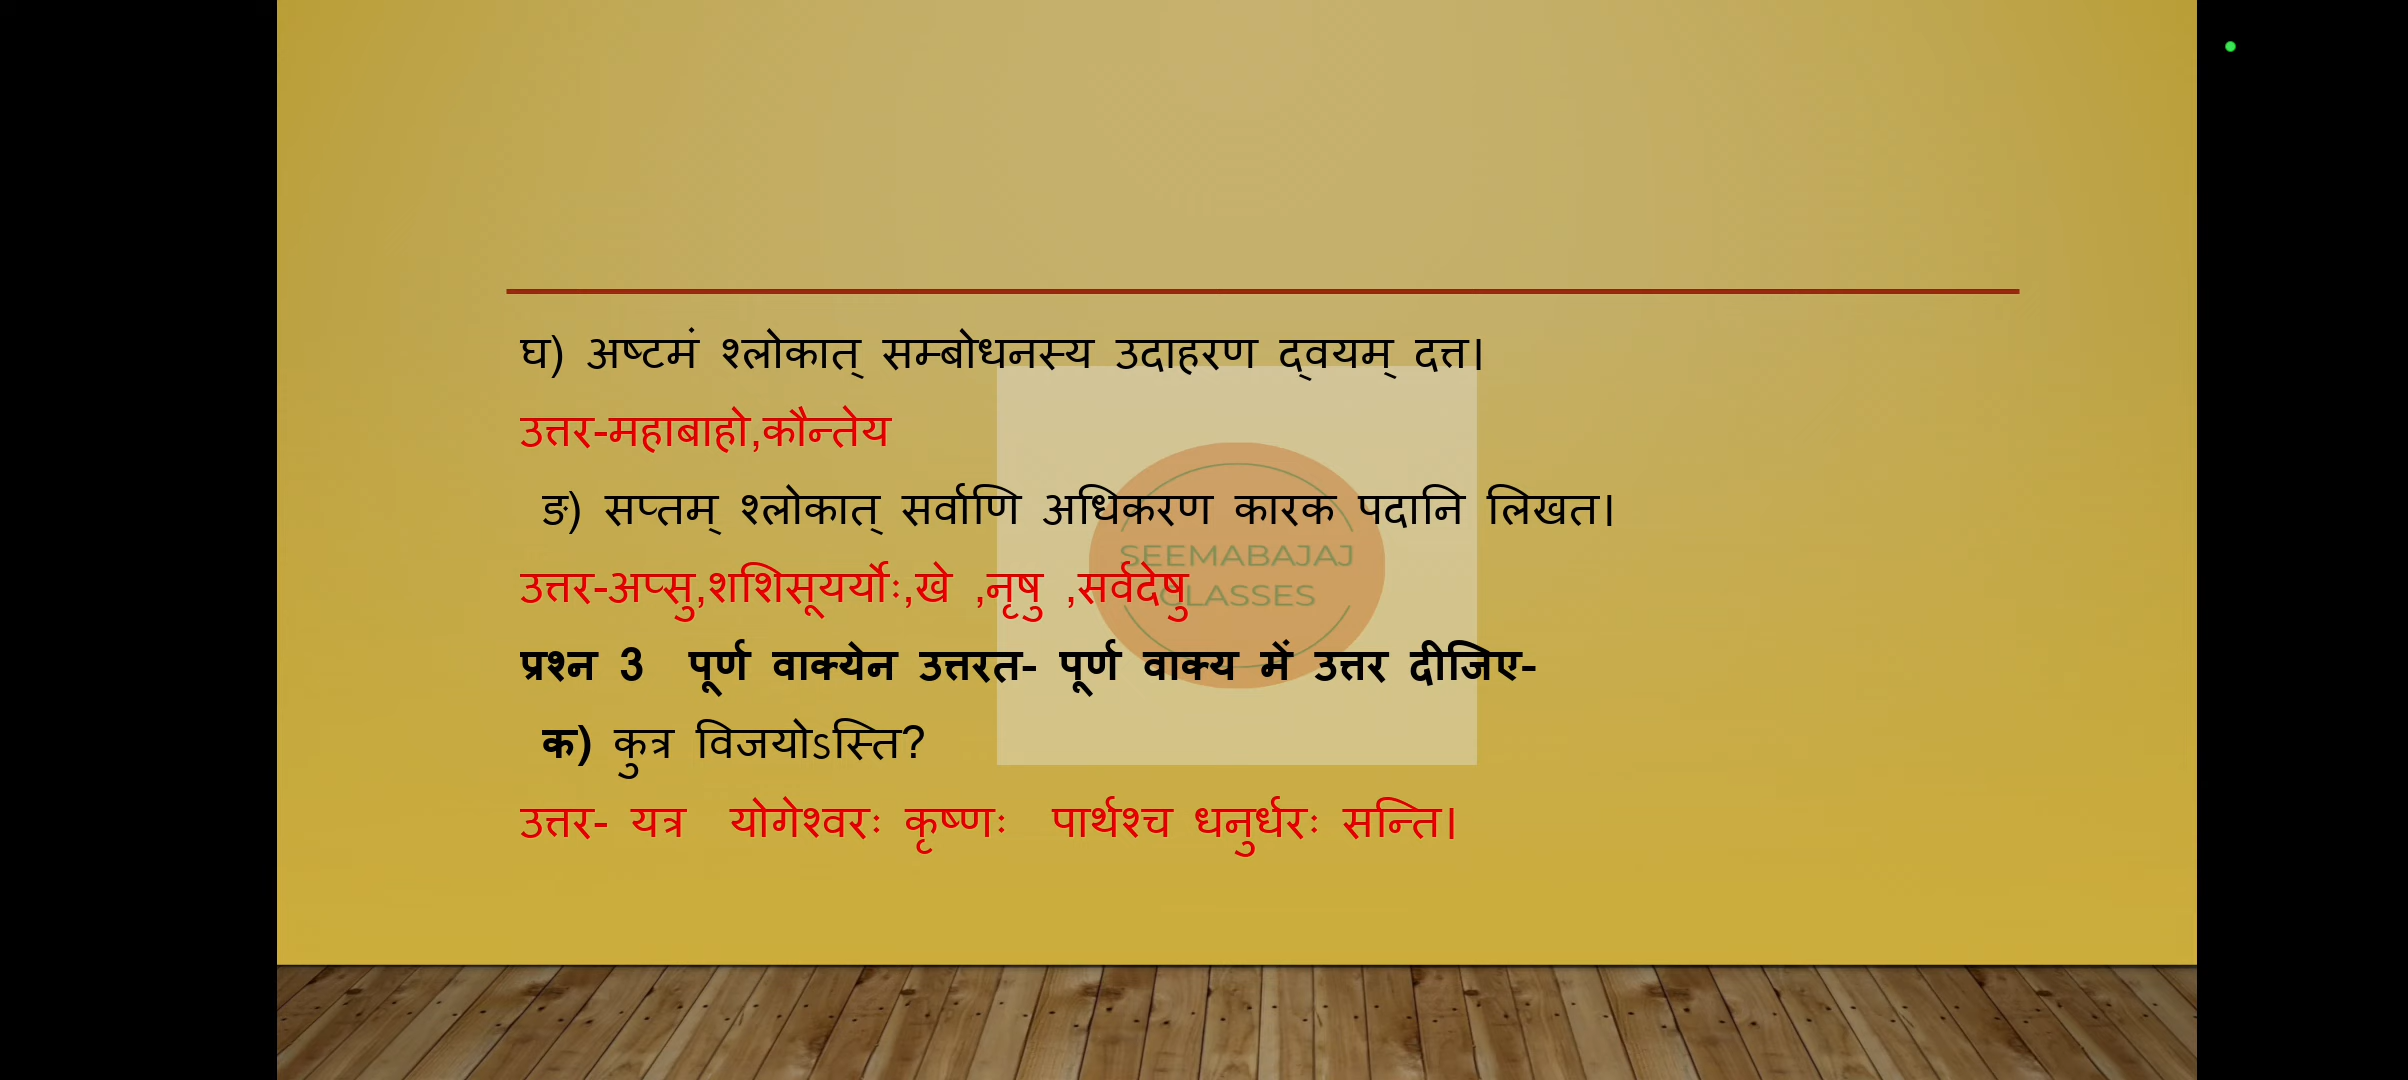 घ) अष्टमं श्लोकात् सम्बोधनस्य उदाहरण द्वयम् दत्त।
उत्तर-महाबाहो,कौन्तेय
ङ) सप्तम् श्लोकात् सर्वाणि अधिकरण कारक पदानि लिखत।
उत्तर-अप्सु,शशिसूयर्योः,खे ,नृषु ,सर्वदेषु
SEEMABAJAJ
CLASSES
प्रश्न 3 पूर्ण वाक्येन उत्तरत- पूर्ण वाक्य में उत्तर दीजिए-
क) कुत्र विजयोऽस्ति?
उत्तर- यत्र योगेश्वरः कृष्णः पार्थश्च धनुर्धरः सन्ति।